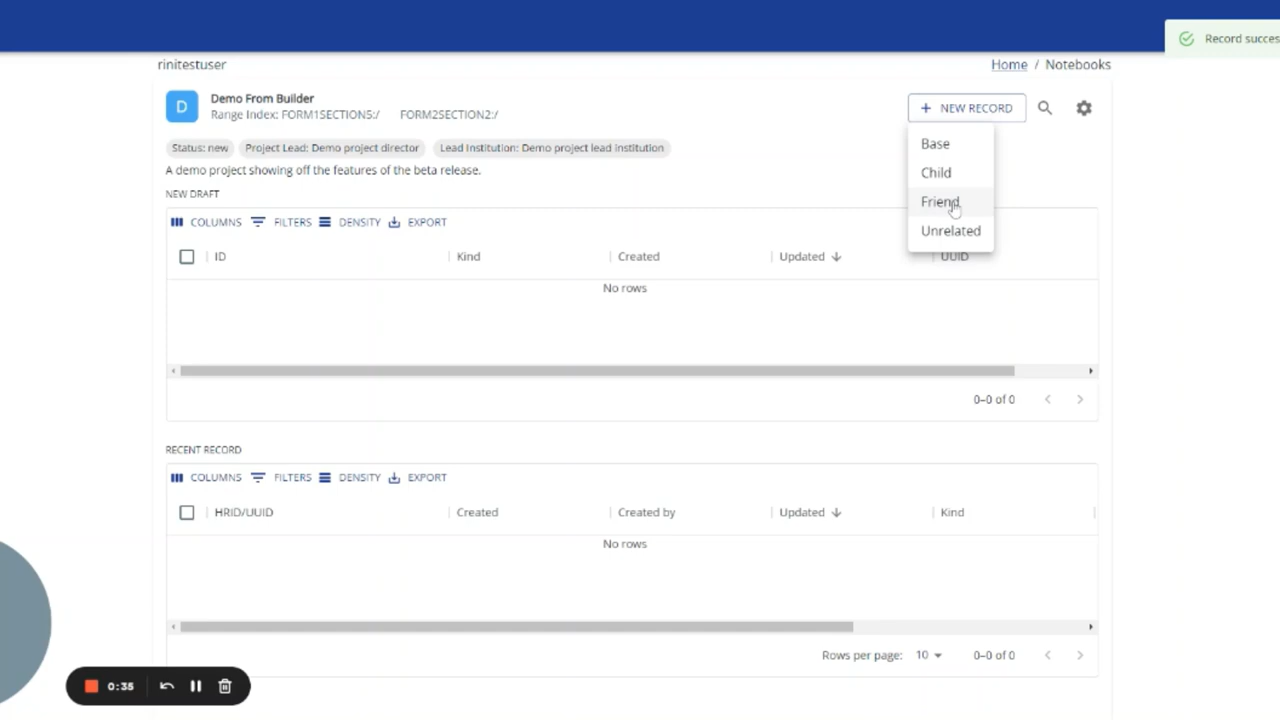 Record succes
rinitestuser
Home / Notebooks
D
Demo From Builder
Range Index: FORM1SECTION5:/ FORM2SECTION2:/
+ NEW RECORD
Base
Child
Friend
Unrelated
Status: new
Project Lead: Demo project director
Lead Institution: Demo project lead institution
A demo project showing off the features of the beta release.
NEW DRAFT
COLUMNS FILTERS DENSITY EXPORT
ID Kind Created Updated UUID
No rows
0–0 of 0
RECENT RECORD
COLUMNS FILTERS DENSITY EXPORT
HRID/UUID Created Created by Updated Kind
No rows
Rows per page: 10 0–0 of 0
0:35